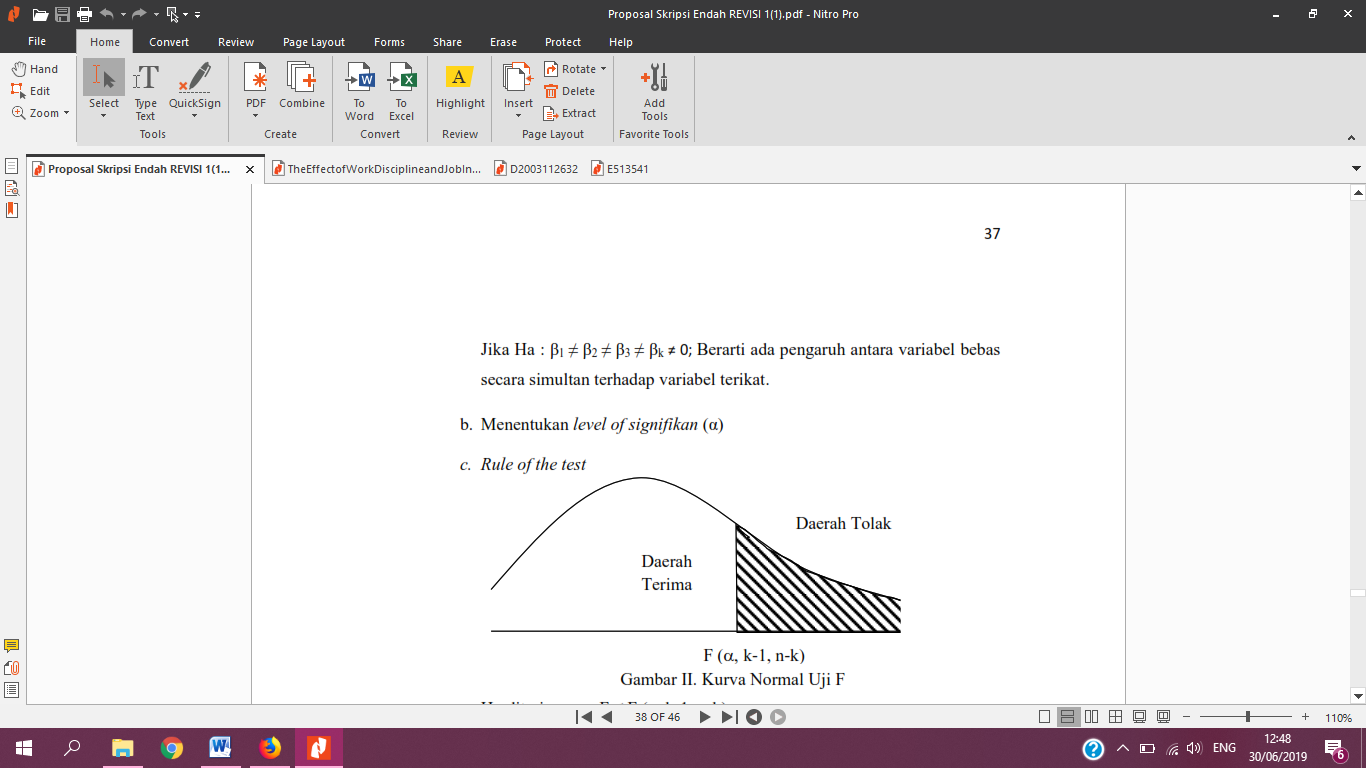 Proposal Skripsi Endah REVISI 1(1).pdf - Nitro Pro
File Home Convert Review Page Layout Forms Share Erase Protect Help
Hand
Edit
Zoom
Select
Type Text
QuickSign
Tools
PDF
Combine
Create
To Word
To Excel
Convert
A
Highlight
Review
Insert
Rotate
Delete
Extract
Page Layout
Add Tools
Favorite Tools
Proposal Skripsi Endah REVISI 1(1... TheEffectofWorkDisciplineandJobIn... D2003112632 E513541
37
Jika Ha : β1 ≠ β2 ≠ β3 ≠ βk ≠ 0; Berarti ada pengaruh antara variabel bebas
secara simultan terhadap variabel terikat.
b. Menentukan level of signifikan (α)
c. Rule of the test
Daerah Tolak
Daerah
Terima
F (α, k-1, n-k)
Gambar II. Kurva Normal Uji F
38 OF 46
110%
ENG
12:48
30/06/2019
6